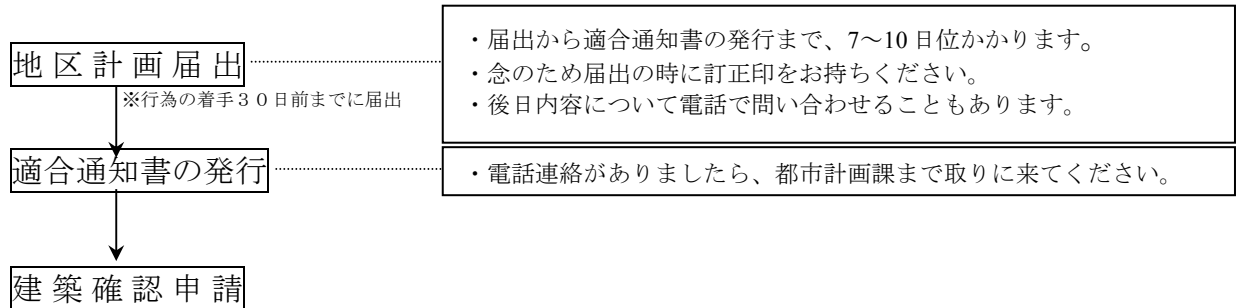 地区計画届出
※行為の着手３０日前までに届出
・届出から適合通知書の発行まで、7～10日位かかります。
・念のため届出の時に訂正印をお持ちください。
・後日内容について電話で問い合わせることもあります。
適合通知書の発行
・電話連絡がありましたら、都市計画課まで取りに来てください。
建築確認申請